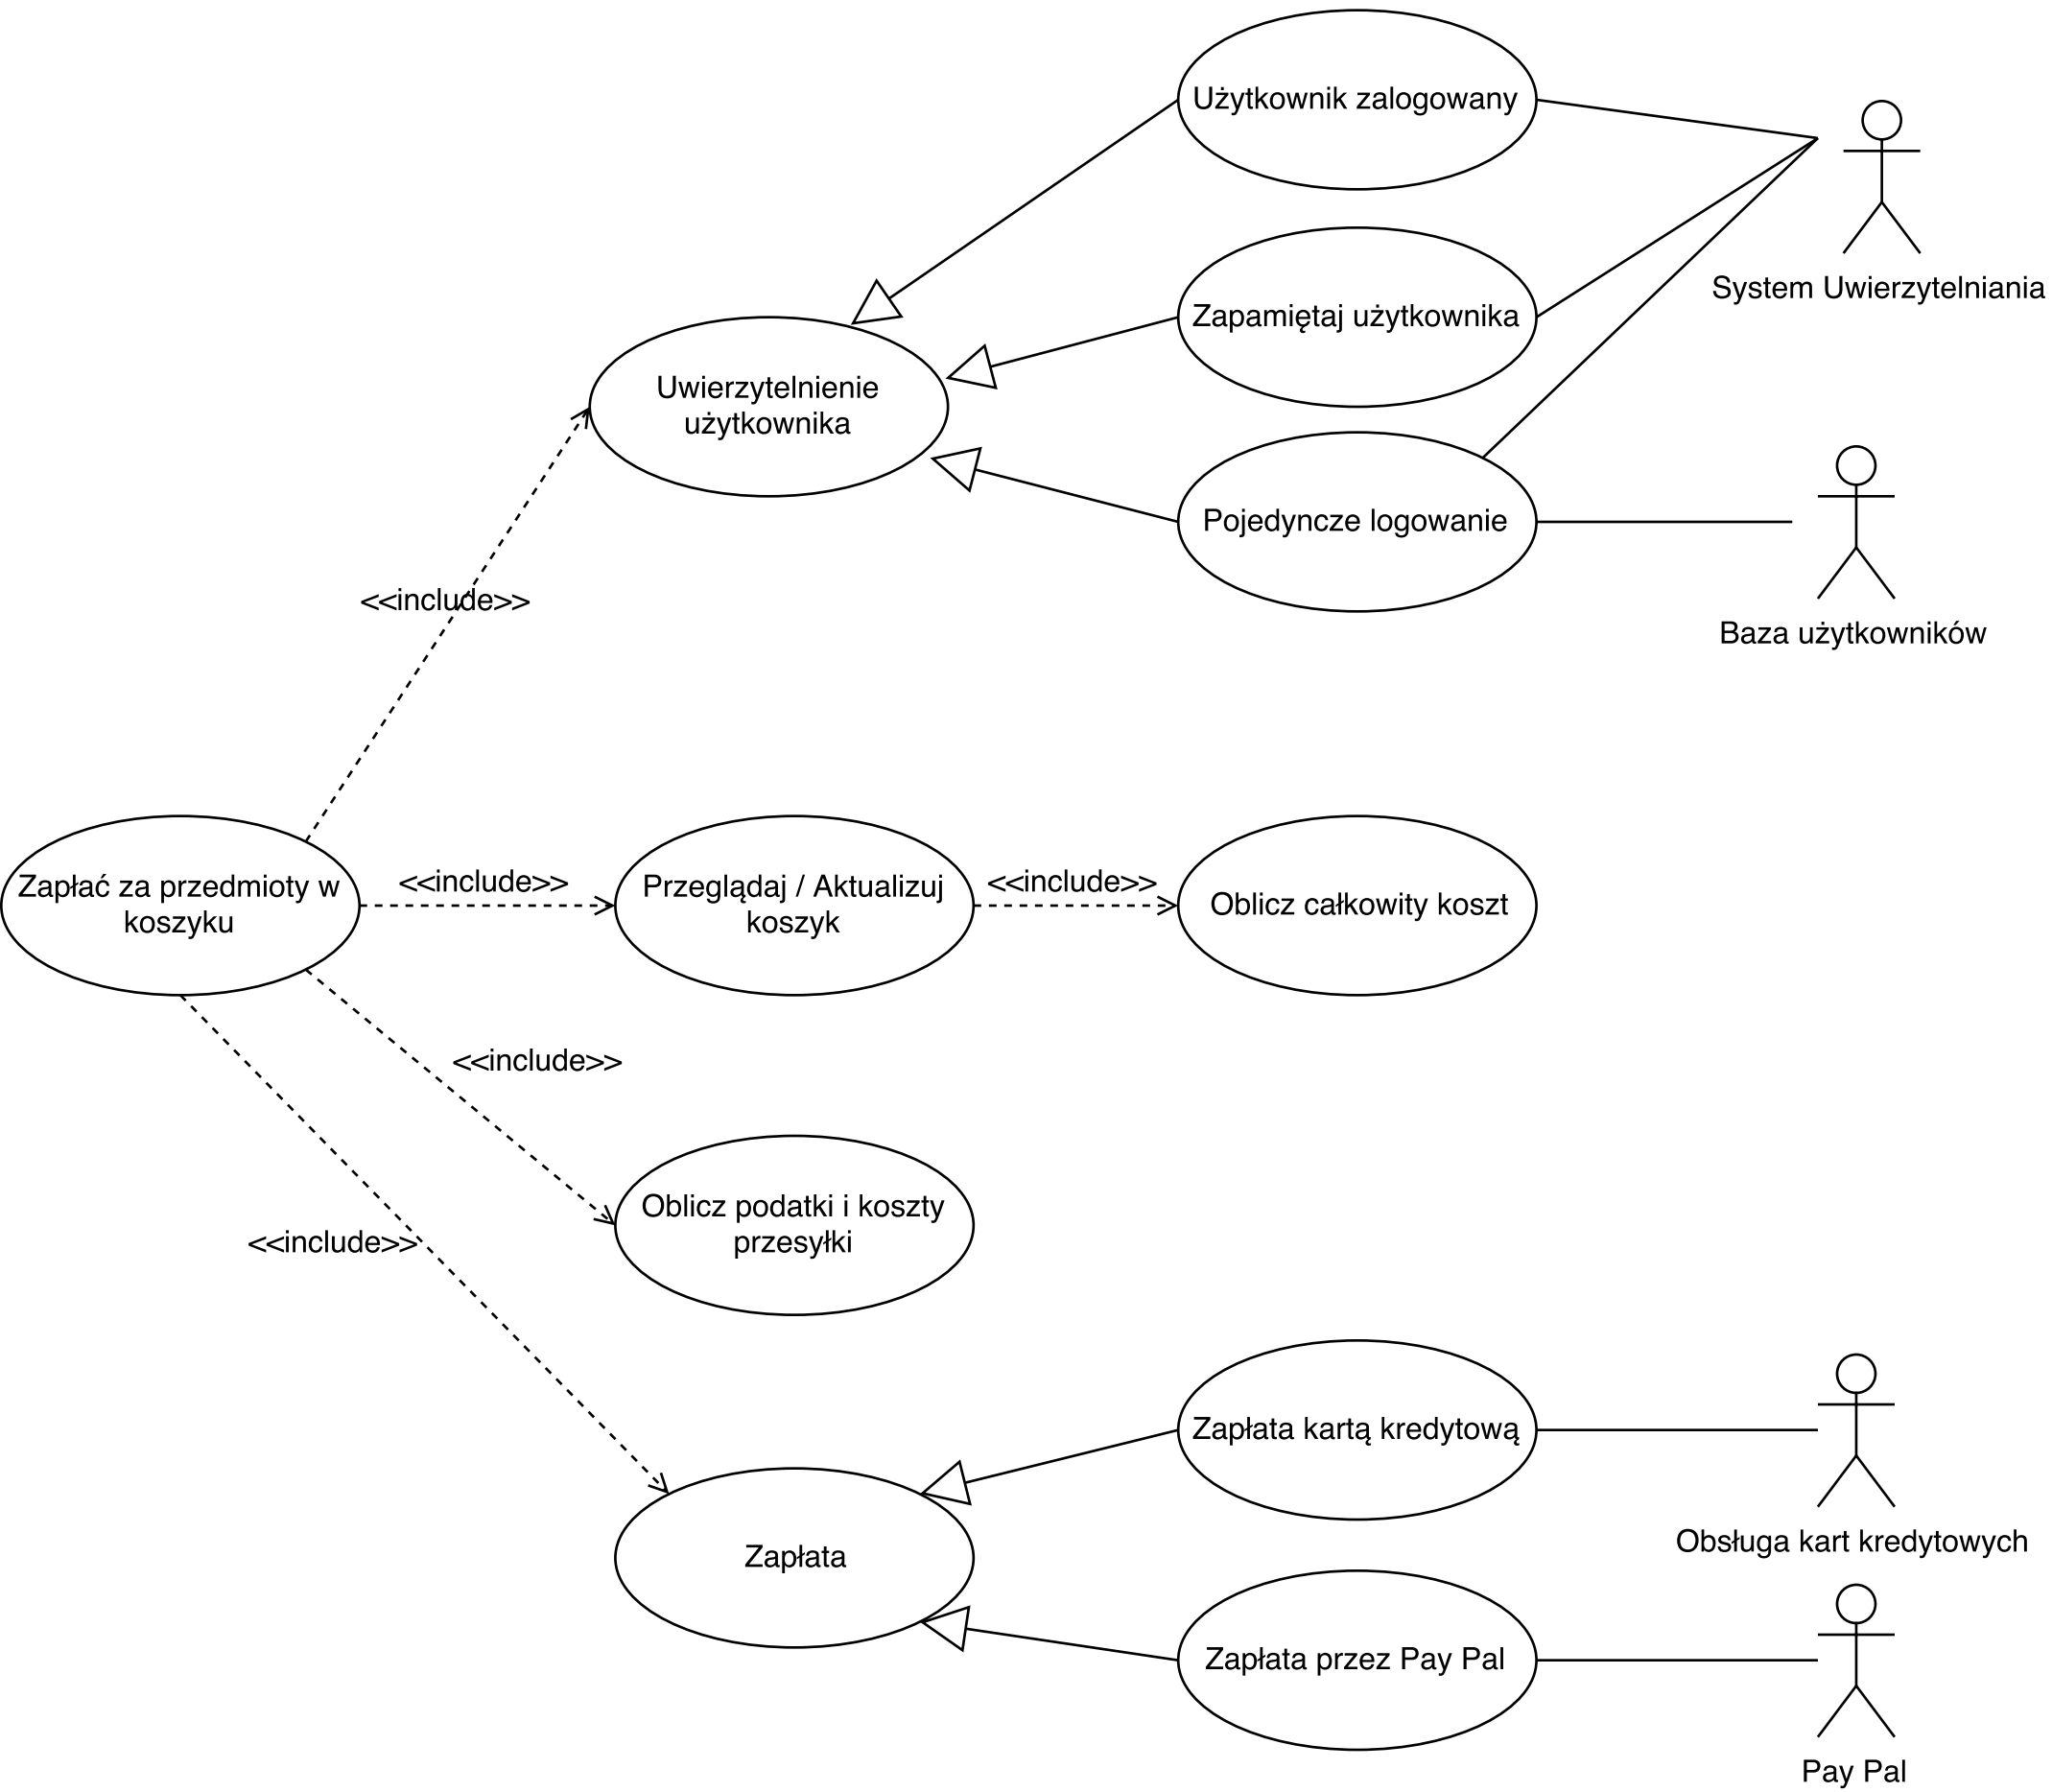 Użytkownik zalogowany
System Uwierzytelniania
Zapamiętaj użytkownika
Uwierzytelnienie
użytkownika
Pojedyncze logowanie
Baza użytkowników
<<include>>
Zapłać za przedmioty w
koszyku
<<include>>
Przeglądaj / Aktualizuj
koszyk
<<include>>
Oblicz całkowity koszt
<<include>>
Oblicz podatki i koszty
przesyłki
<<include>>
Zapłata kartą kredytową
Obsługa kart kredytowych
Zapłata
Zapłata przez Pay Pal
Pay Pal